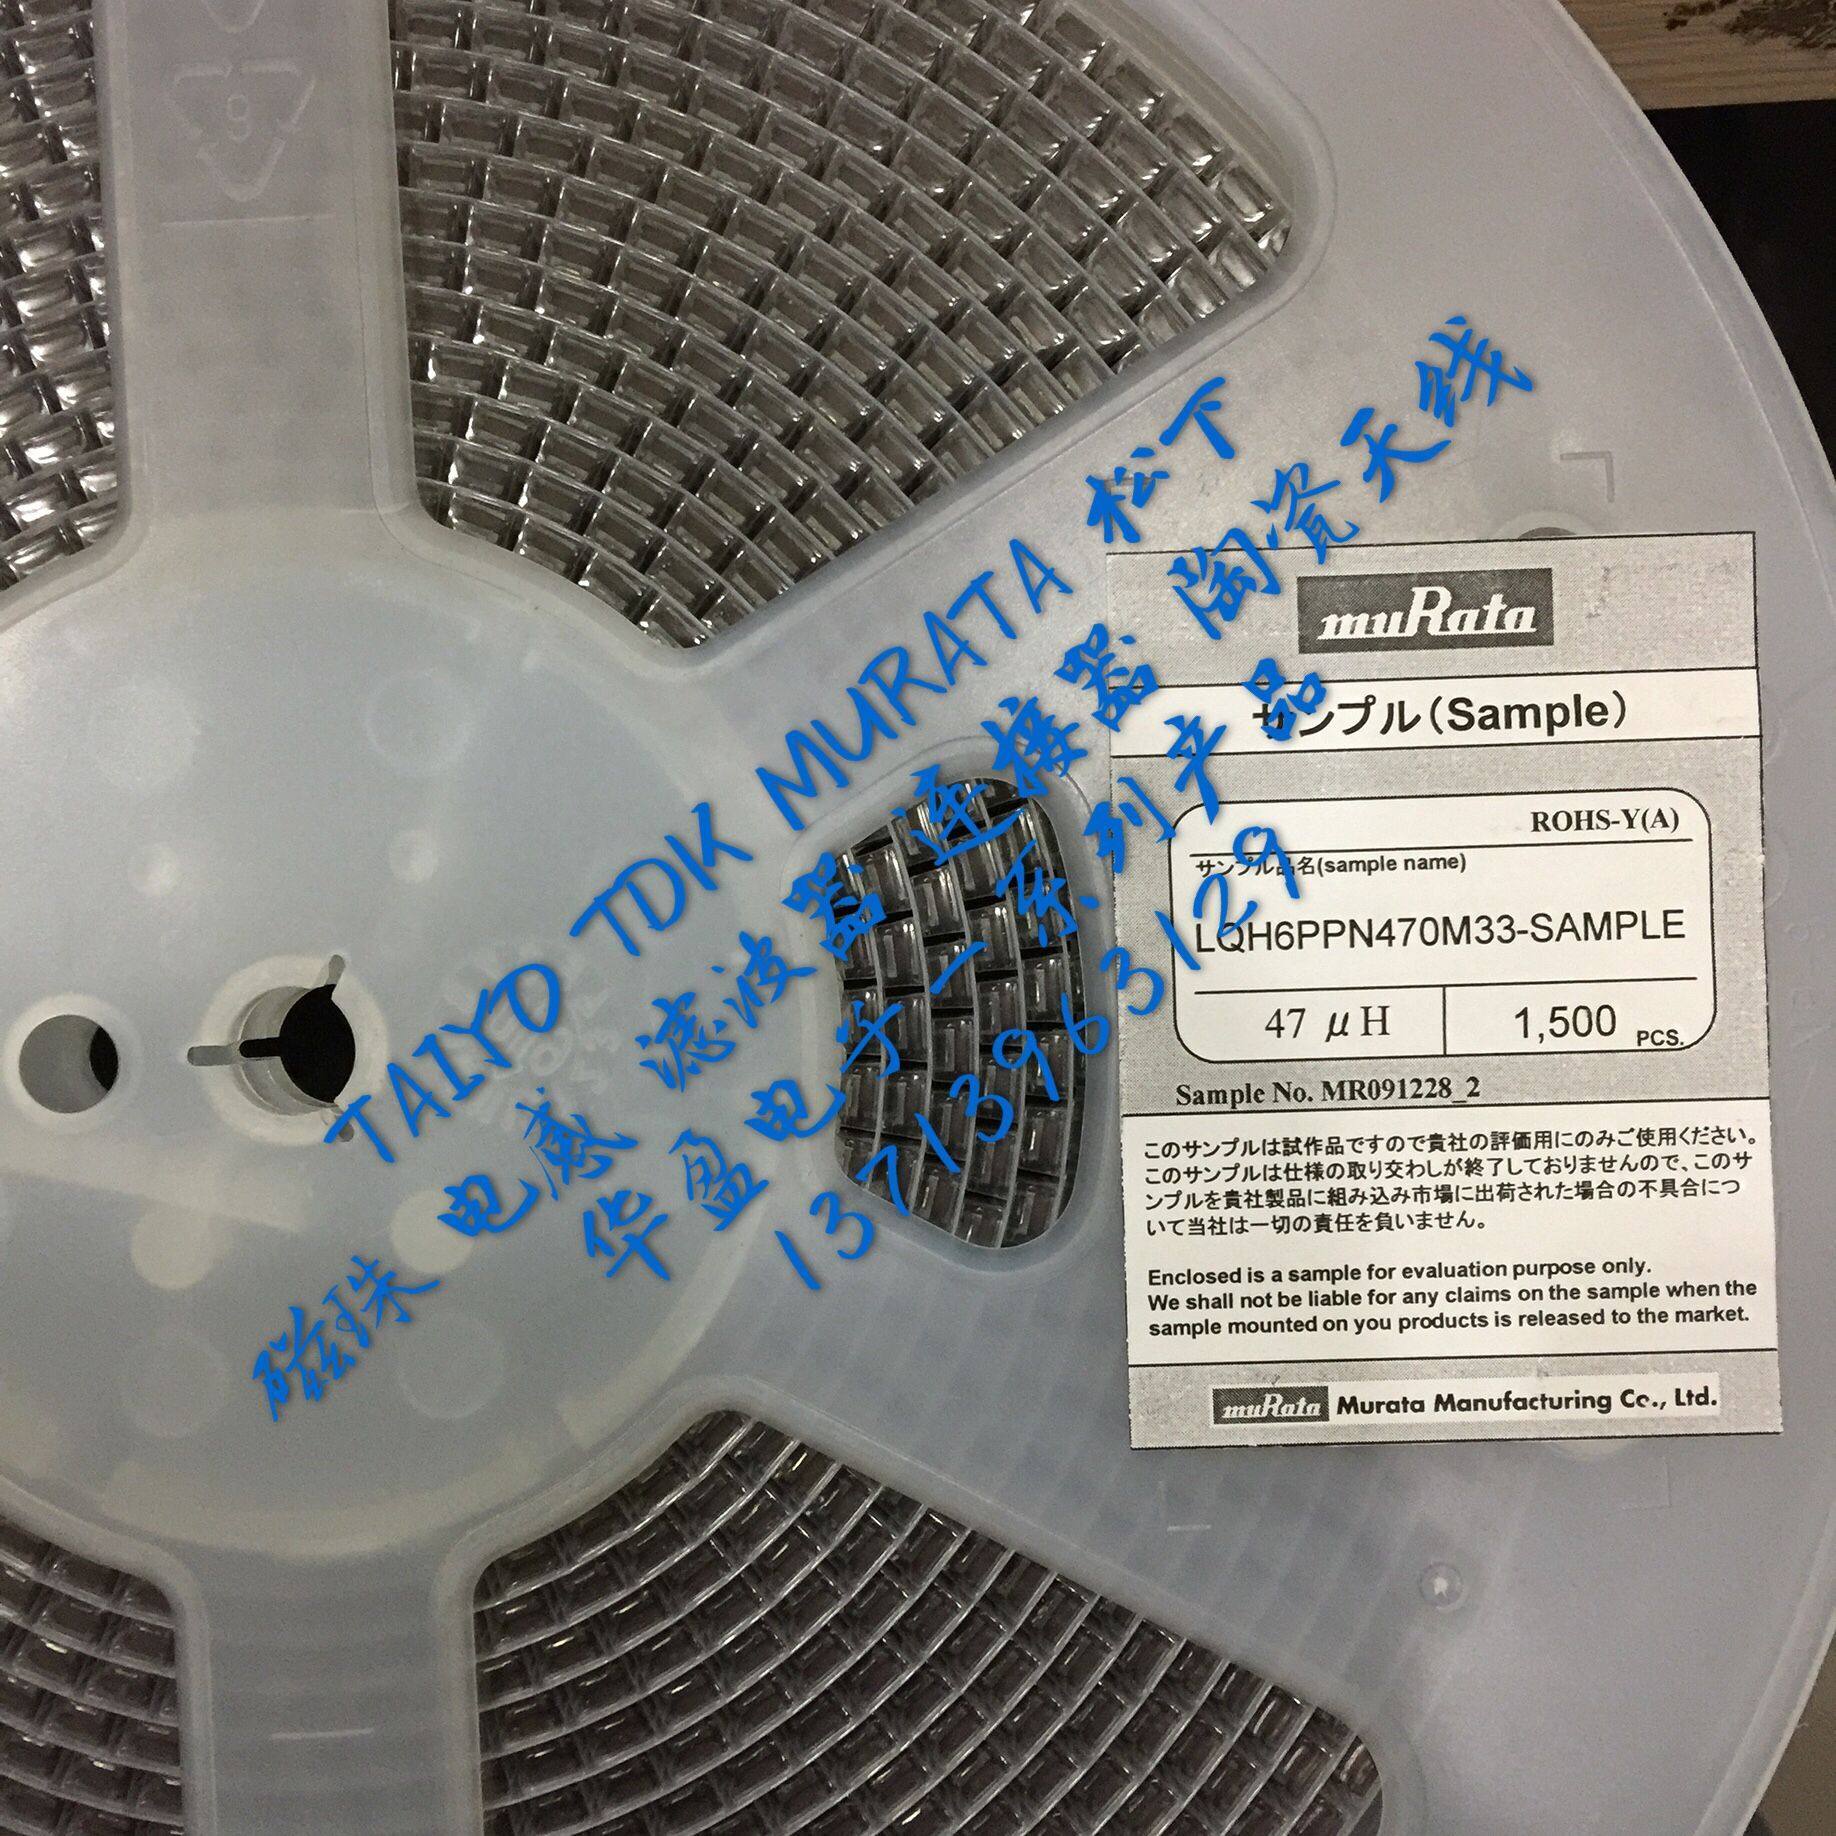 6
TAIYO TDK MURATA 松下
磁珠 电感 滤波器 连接器 陶瓷天线
华盈电子一系列产品
13713963129
muRata
サンプル（Sample）
ROHS-Y(A)
サンプル品名(sample name)
LQH6PPN470M33-SAMPLE
47 μH
1,500 PCS.
Sample No. MR091228_2
このサンプルは試作品ですので貴社の評価用にのみご使用ください。
このサンプルは仕様の取り交わしが終了しておりませんので、このサ
ンプルを貴社製品に組み込み市場に出荷された場合の不具合につ
いて当社は一切の責任を負いません。
Enclosed is a sample for evaluation purpose only.
We shall not be liable for any claims on the sample when the
sample mounted on you products is released to the market.
muRata Murata Manufacturing Co., Ltd.